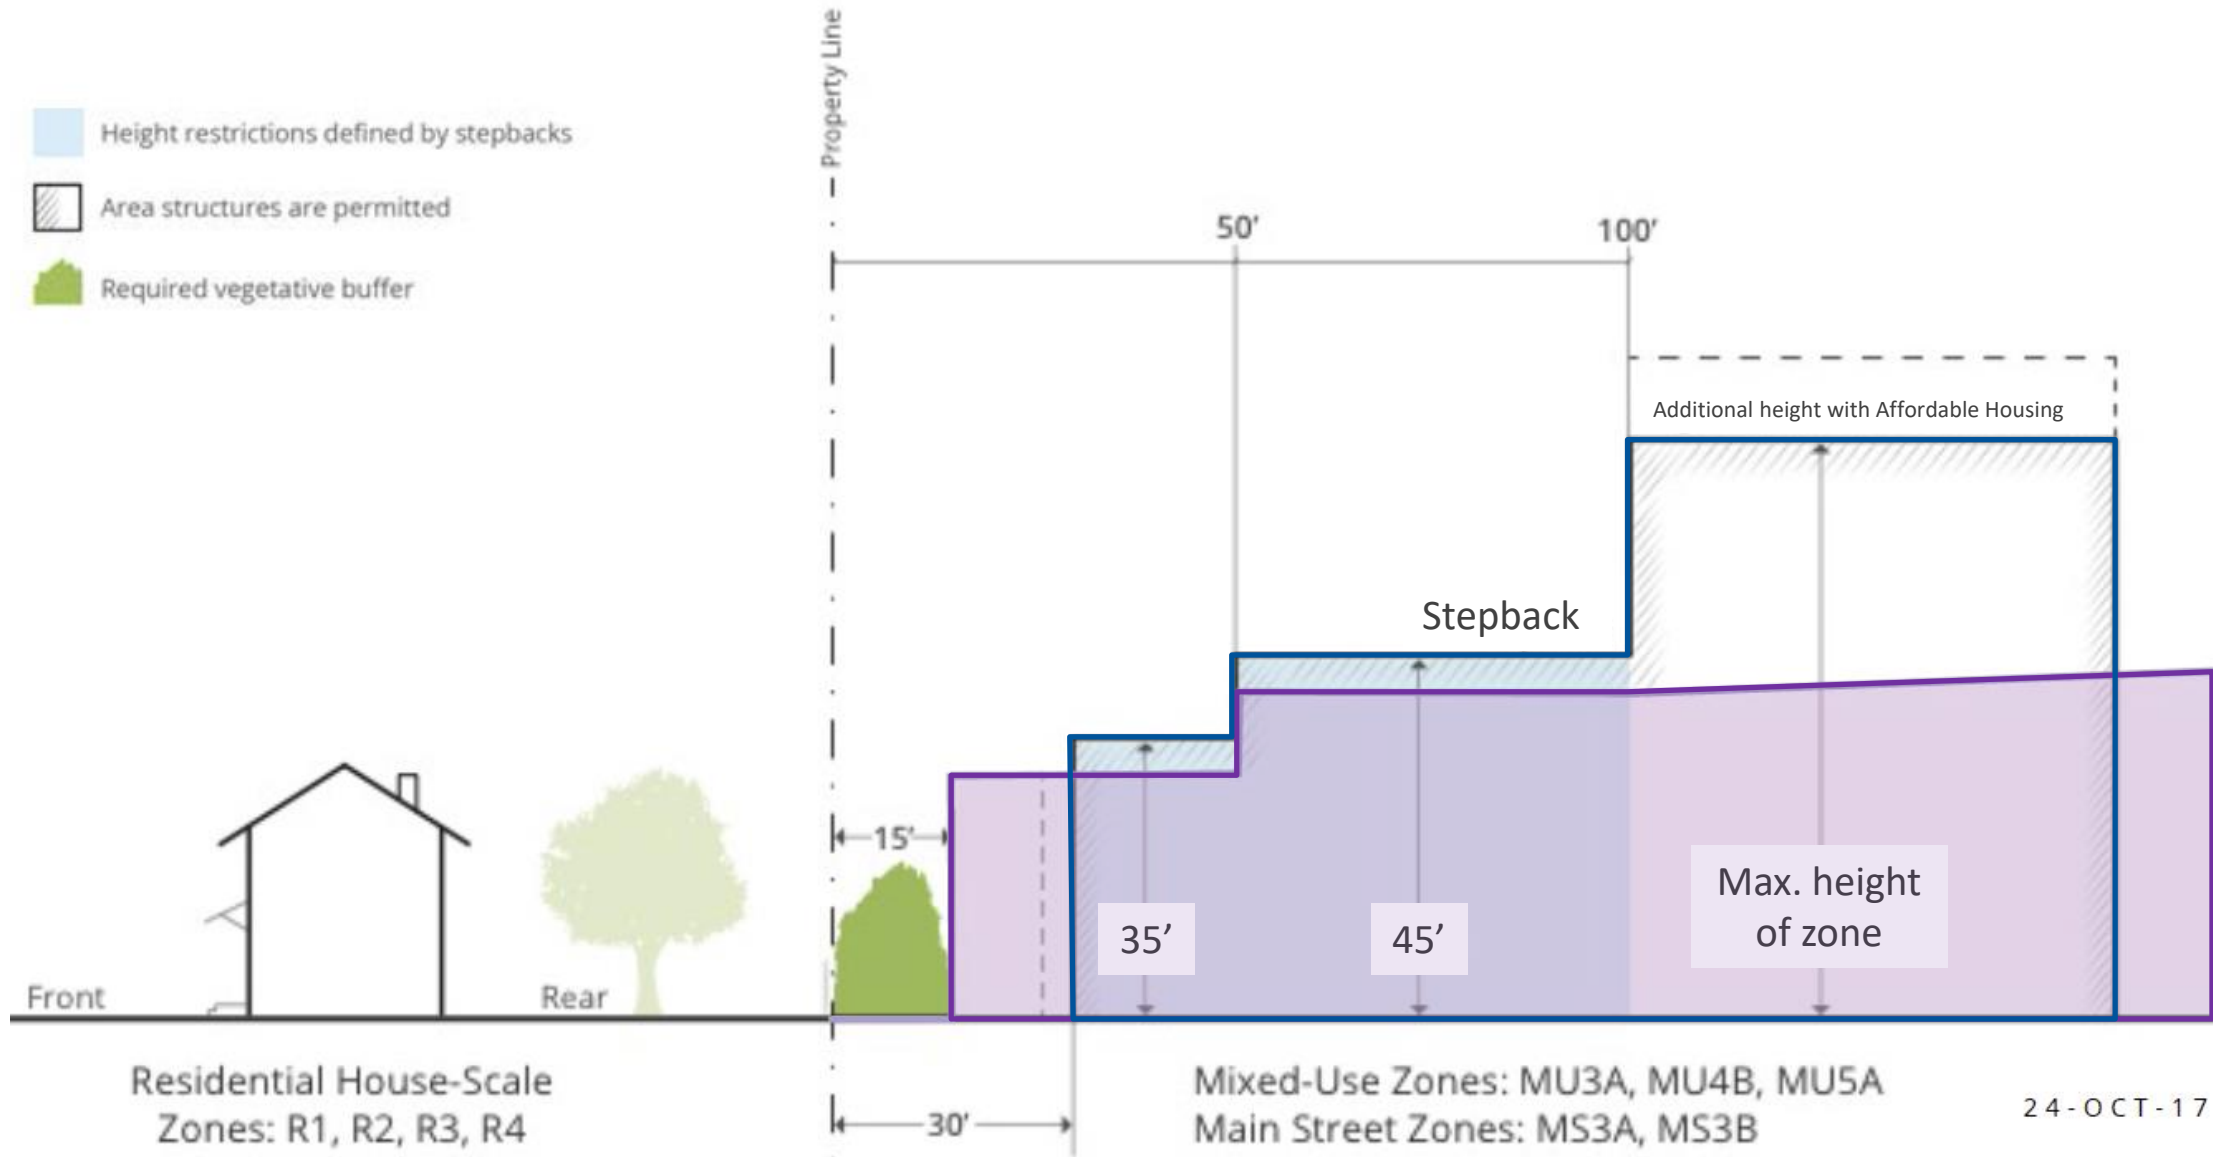 Property Line
Height restrictions defined by stepbacks
Area structures are permitted
Required vegetative buffer
50’
100’
Additional height with Affordable Housing
Stepback
15’
35’
45’
Max. height
of zone
Front
Rear
Residential House-Scale
Zones: R1, R2, R3, R4
30’
Mixed-Use Zones: MU3A, MU4B, MU5A
Main Street Zones: MS3A, MS3B
24-OCT-17